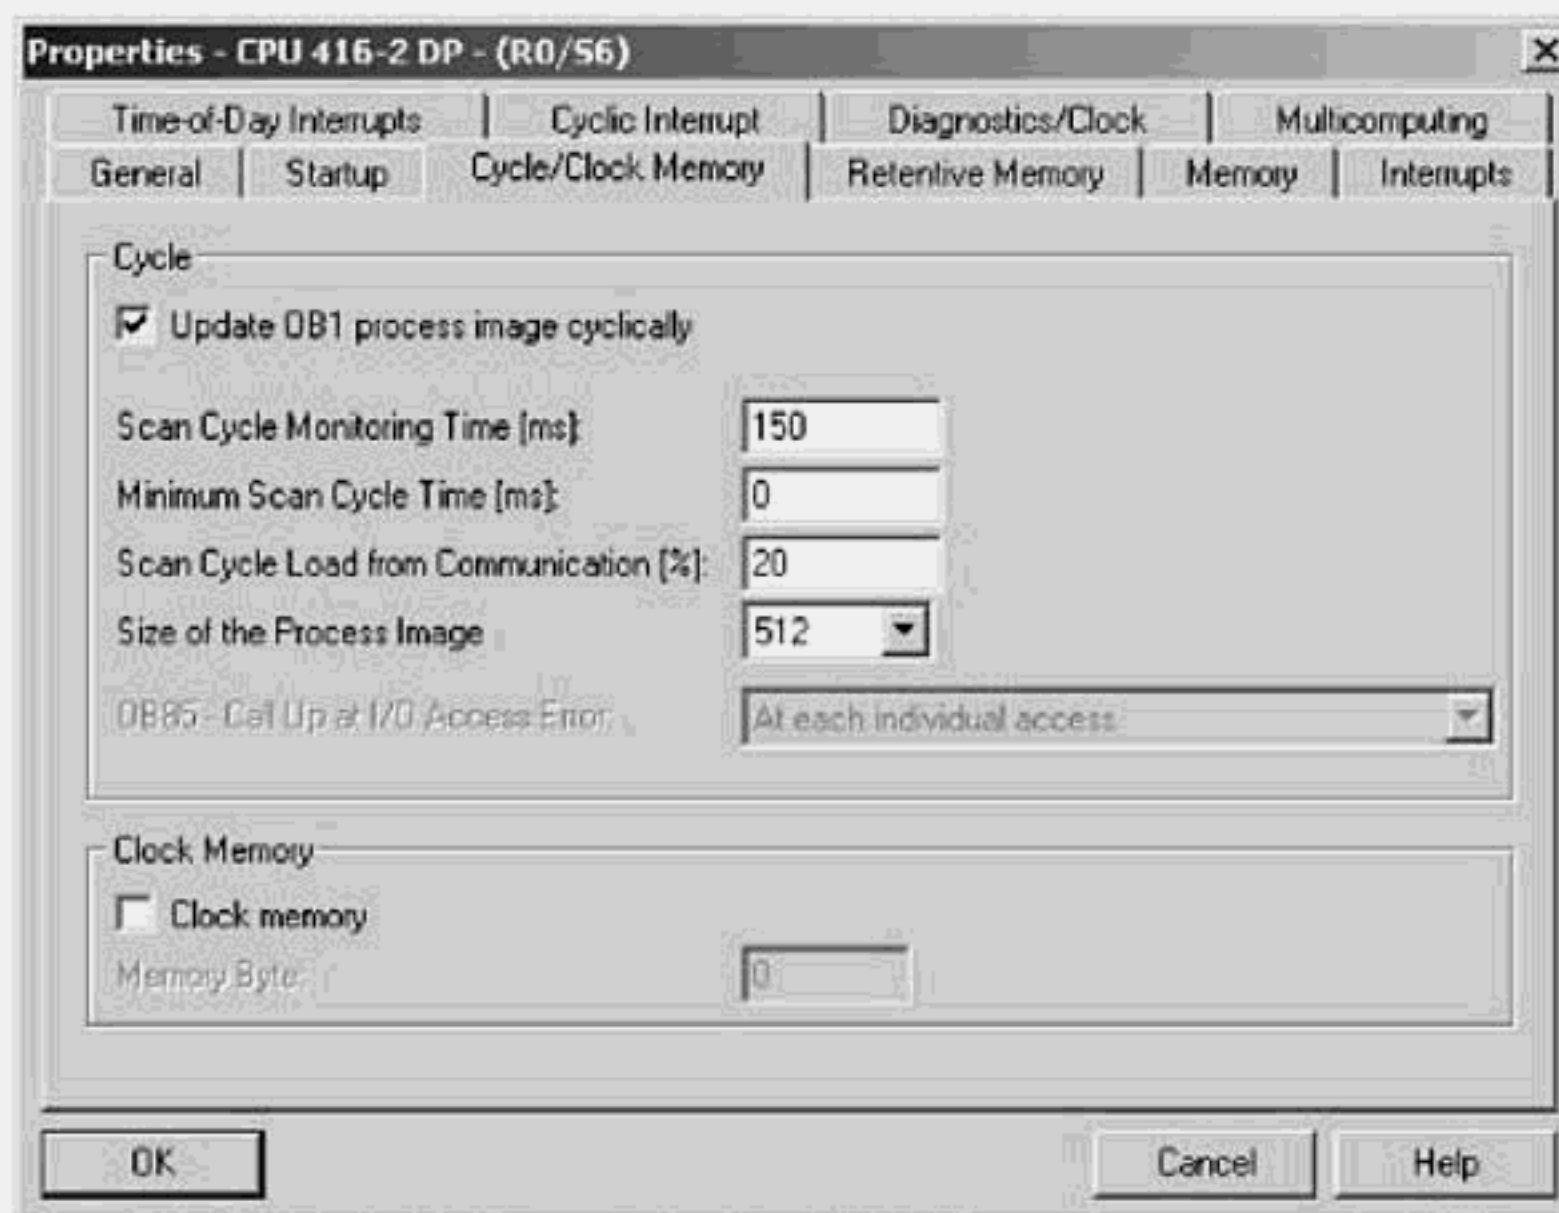 Properties - CPU 416-2 DP - (R0/S6)
Time-of-Day Interrupts Cyclic Interrupt Diagnostics/Clock Multicomputing
General Startup Cycle/Clock Memory Retentive Memory Memory Interrupts
Cycle
Update OB1 process image cyclically
Scan Cycle Monitoring Time [ms]: 150
Minimum Scan Cycle Time [ms]: 0
Scan Cycle Load from Communication [%]: 20
Size of the Process Image 512
OB85 - Call Up at I/O Access Error: At each individual access
Clock Memory
Clock memory
Memory Byte: 0
OK Cancel Help